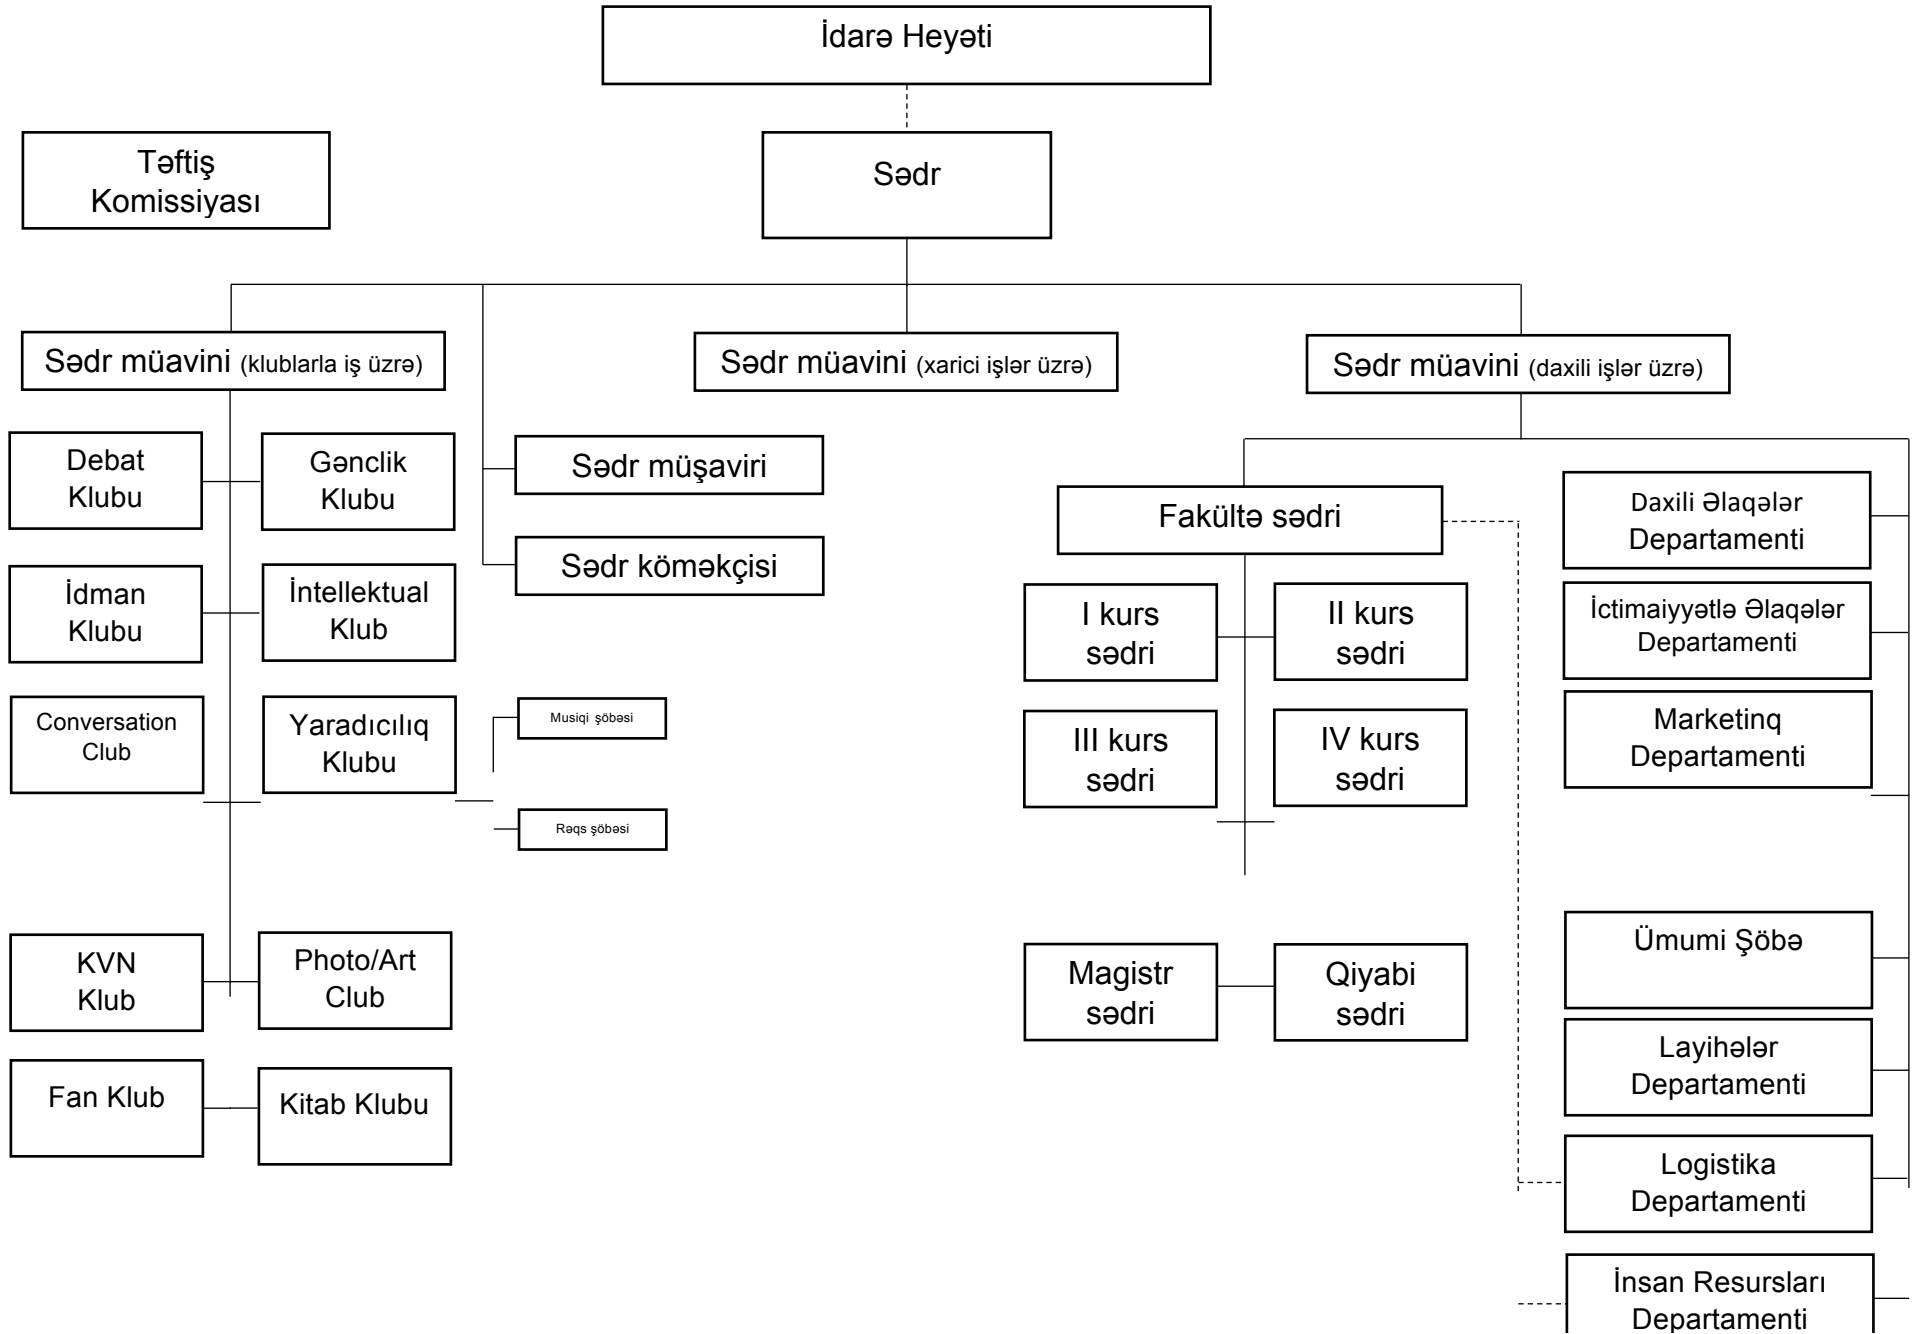 İdarə Heyəti
Təftiş
Komissiyası
Sədr
Sədr müavini (klublarla iş üzrə)
Sədr müavini (xarici işlər üzrə)
Sədr müavini (daxili işlər üzrə)
Debat
Klubu
Gənclik
Klubu
İdman
Klubu
İntellektual
Klub
Conversation
Club
Yaradıcılıq
Klubu
Musiqi şöbəsi
Rəqs şöbəsi
KVN
Klub
Photo/Art
Club
Fan Klub
Kitab Klubu
Sədr müşaviri
Sədr köməkçisi
Fakültə sədri
I kurs
sədri
II kurs
sədri
III kurs
sədri
IV kurs
sədri
Magistr
sədri
Qiyabi
sədri
Daxili Əlaqələr
Departamenti
İctimaiyyətlə Əlaqələr
Departamenti
Marketinq
Departamenti
Ümumi Şöbə
Layihələr
Departamenti
Logistika
Departamenti
İnsan Resursları
Departamenti